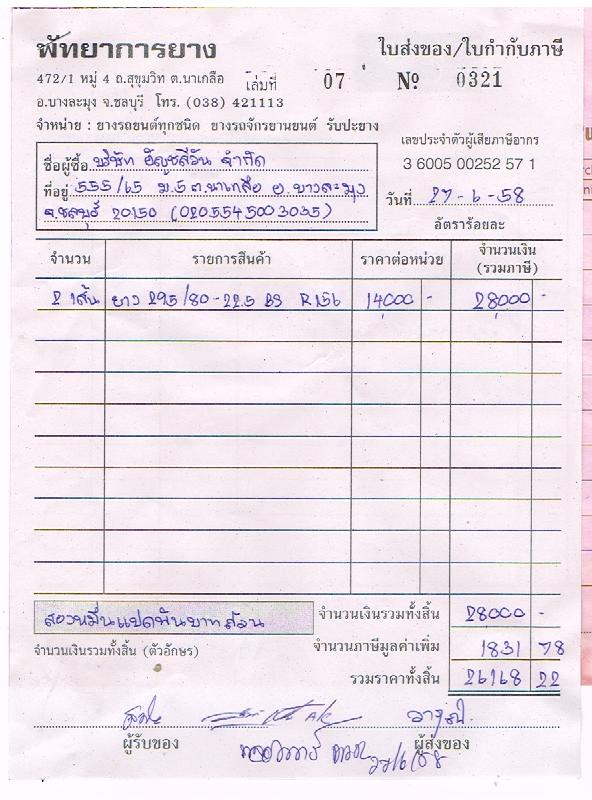 พัทยาการยาง
ใบส่งของ/ใบกำกับภาษี
472/1 หมู่ 4 ถ.สุขุมวิท ต.นาเกลือ
เล่มที่ 07 Nº 0321
อ.บางละมุง จ.ชลบุรี โทร. (038) 421113
จำหน่าย : ยางรถยนต์ทุกชนิด ยางรถจักรยานยนต์ รับปะยาง
เลขประจำตัวผู้เสียภาษีอากร
3 6005 00252 57 1
ชื่อผู้ซื้อ บริษัท อัญชลีวัน จำกัด
ที่อยู่ 555/65 ม.5 ต.นาเกลือ อ.บางละมุง
จ.ชลบุรี 20150 (0205545003035)
วันที่ 27-6-58
อัตราร้อยละ
จำนวน รายการสินค้า ราคาต่อหน่วย จำนวนเงิน
(รวมภาษี)
2 เส้น ยาง 295/80-22.5 BS R156 14,000 - 28,000 -
สองหมื่นแปดพันบาทถ้วน
จำนวนเงินรวมทั้งสิ้น 28000 -
จำนวนเงินรวมทั้งสิ้น (ตัวอักษร)
จำนวนภาษีมูลค่าเพิ่ม 1831 78
รวมราคาทั้งสิ้น 26168 22
ผู้รับของ ผู้ส่งของ